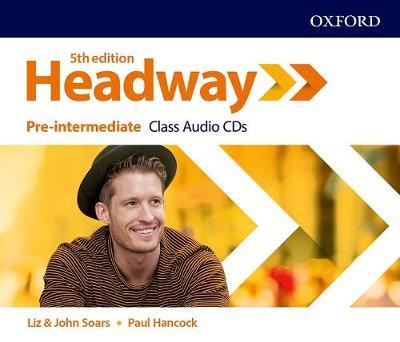 OXFORD
5th edition
Headway
Pre-intermediate Class Audio CDs
Liz & John Soars • Paul Hancock